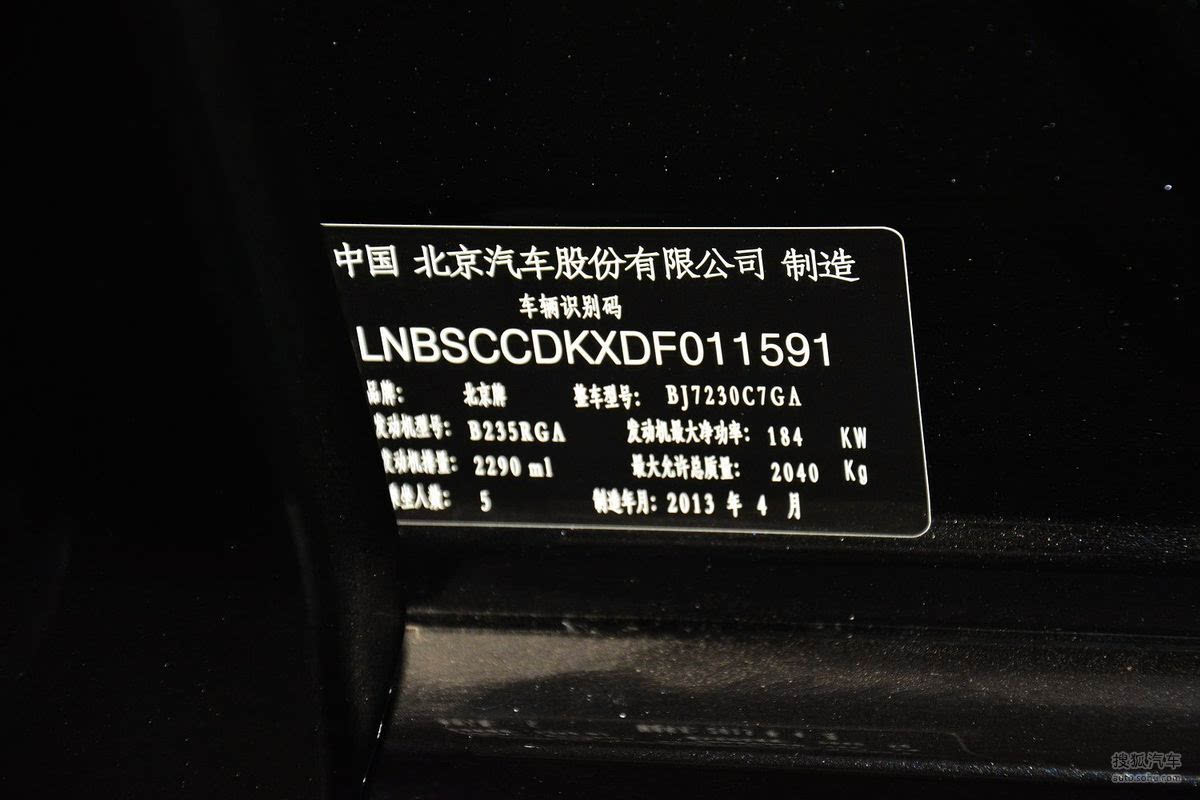 中国 北京汽车股份有限公司 制造
车辆识别码
LNBSCCDKXDF011591
品牌： 北京牌 整车型号： BJ7230C7GA
发动机型号： B235RGA 发动机最大净功率： 184 KW
发动机排量： 2290 ml 最大允许总质量： 2040 Kg
乘坐人数： 5 制造年月： 2013 年 4 月
搜狐汽车
auto.sohu.com